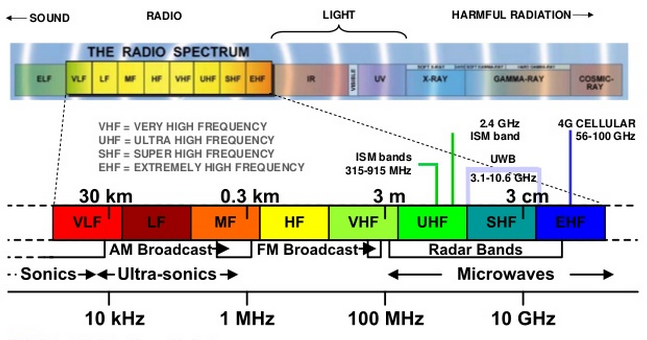 ← SOUND RADIO LIGHT HARMFUL RADIATION →
THE RADIO SPECTRUM
ELF VLF LF MF HF VHF UHF SHF EHF IR VISIBLE UV X-RAY GAMMA-RAY COSMIC-
RAY
SOFT X-RAY HARD GAMMA-RAY
VHF = VERY HIGH FREQUENCY
UHF = ULTRA HIGH FREQUENCY
SHF = SUPER HIGH FREQUENCY
EHF = EXTREMELY HIGH FREQUENCY
ISM bands
315-915 MHz
2.4 GHz
ISM band
UWB
3.1-10.6 GHz
4G CELLULAR
56-100 GHz
30 km 0.3 km 3 m 3 cm
VLF LF MF HF VHF UHF SHF EHF
AM Broadcast FM Broadcast Radar Bands
Sonics Ultra-sonics Microwaves
10 kHz 1 MHz 100 MHz 10 GHz